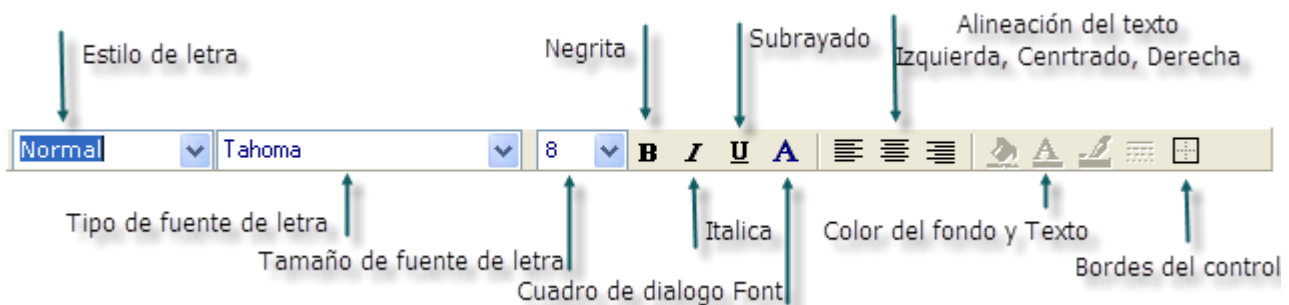 Alineación del texto
Estilo de letra
Negrita
Subrayado
Izquierda, Cenrtrado, Derecha
Normal Tahoma 8 B I U A A
Tipo de fuente de letra
Italica
Color del fondo y Texto
Tamaño de fuente de letra
Bordes del control
Cuadro de dialogo Font